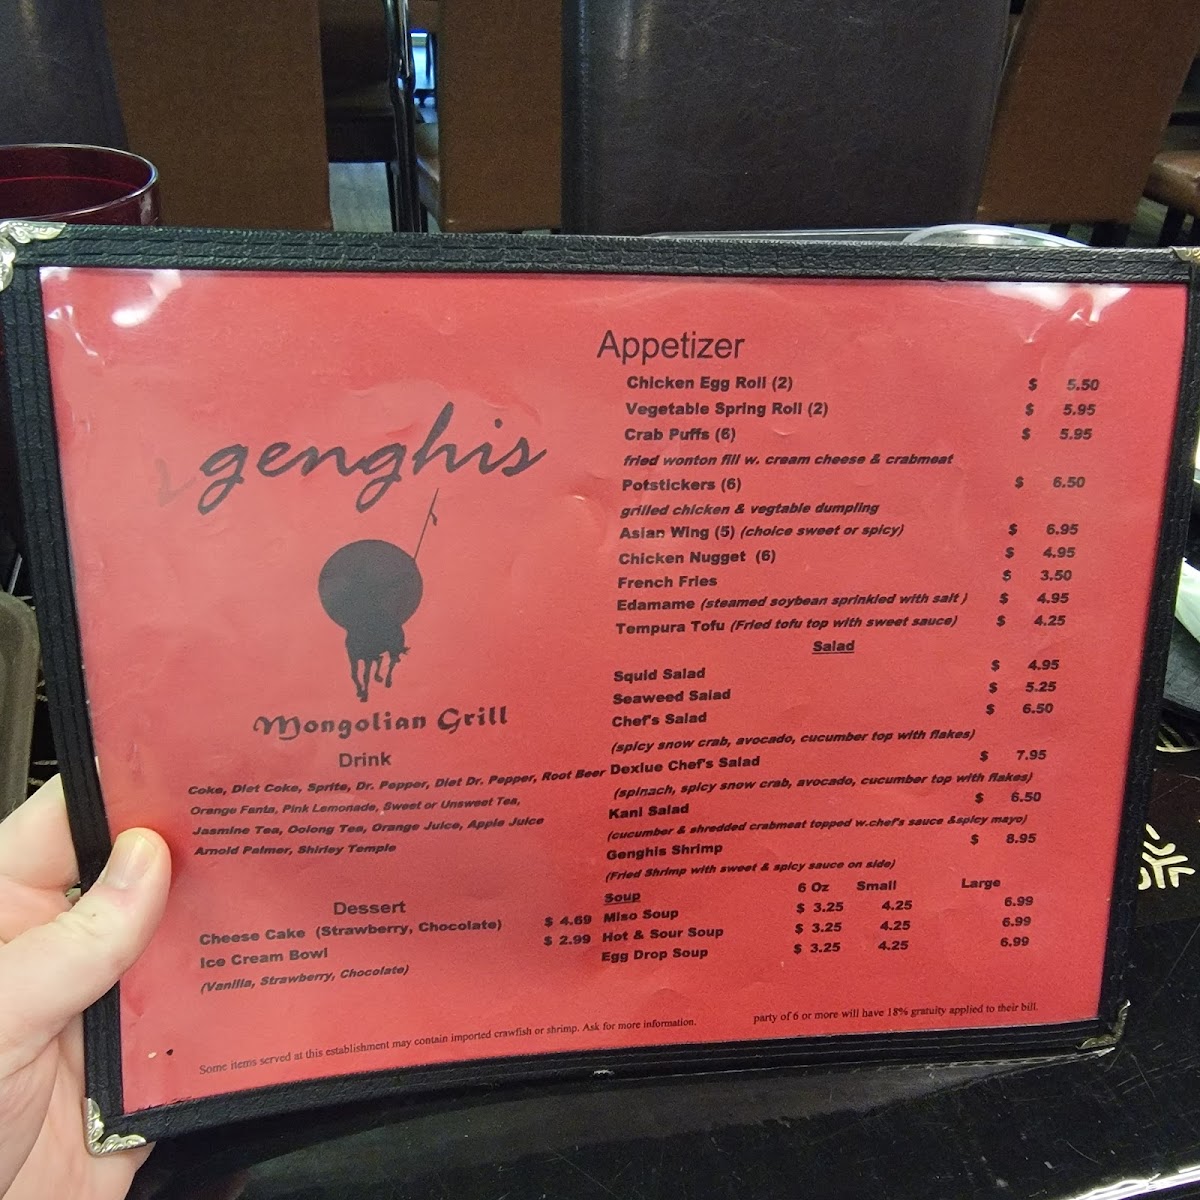 genghis
Mongolian Grill
Drink
Coke, Diet Coke, Sprite, Dr. Pepper, Diet Dr. Pepper, Root Beer
Orange Fanta, Pink Lemonade, Sweet or Unsweet Tea,
Jasmine Tea, Oolong Tea, Orange Juice, Apple Juice
Arnold Palmer, Shirley Temple
Dessert
Cheese Cake (Strawberry, Chocolate) $ 4.69
Ice Cream Bowl $ 2.99
(Vanilla, Strawberry, Chocolate)
Appetizer
Chicken Egg Roll (2) $ 5.50
Vegetable Spring Roll (2) $ 5.95
Crab Puffs (6) $ 5.95
fried wonton fill w. cream cheese & crabmeat
Potstickers (6) $ 6.50
grilled chicken & vegtable dumpling
Asian Wing (5) (choice sweet or spicy) $ 6.95
Chicken Nugget (6) $ 4.95
French Fries $ 3.50
Edamame (steamed soybean sprinkled with salt ) $ 4.95
Tempura Tofu (Fried tofu top with sweet sauce) $ 4.25
Salad
Squid Salad $ 4.95
Seaweed Salad $ 5.25
Chef's Salad $ 6.50
(spicy snow crab, avocado, cucumber top with flakes)
Dexlue Chef's Salad $ 7.95
(spinach, spicy snow crab, avocado, cucumber top with flakes)
Kani Salad $ 6.50
(cucumber & shredded crabmeat topped w.chef's sauce &spicy mayo)
Genghis Shrimp $ 8.95
(Fried Shrimp with sweet & spicy sauce on side)
Soup 6 Oz Small Large
Miso Soup $ 3.25 4.25 6.99
Hot & Sour Soup $ 3.25 4.25 6.99
Egg Drop Soup $ 3.25 4.25 6.99
Some items served at this establishment may contain imported crawfish or shrimp. Ask for more information.
party of 6 or more will have 18% gratuity applied to their bill.